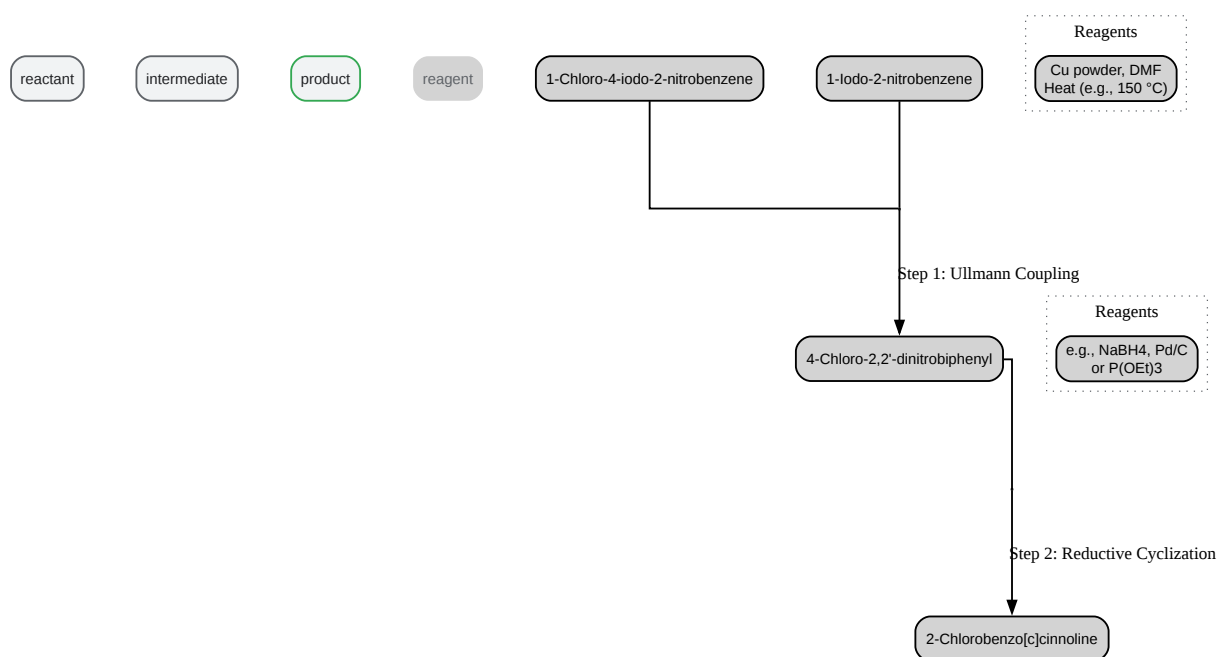 reactant
intermediate
product
reagent
1-Chloro-4-iodo-2-nitrobenzene
1-Iodo-2-nitrobenzene
Reagents
Cu powder, DMF
Heat (e.g., 150 °C)
Step 1: Ullmann Coupling
4-Chloro-2,2'-dinitrobiphenyl
Reagents
e.g., NaBH4, Pd/C
or P(OEt)3
Step 2: Reductive Cyclization
2-Chlorobenzo[c]cinnoline